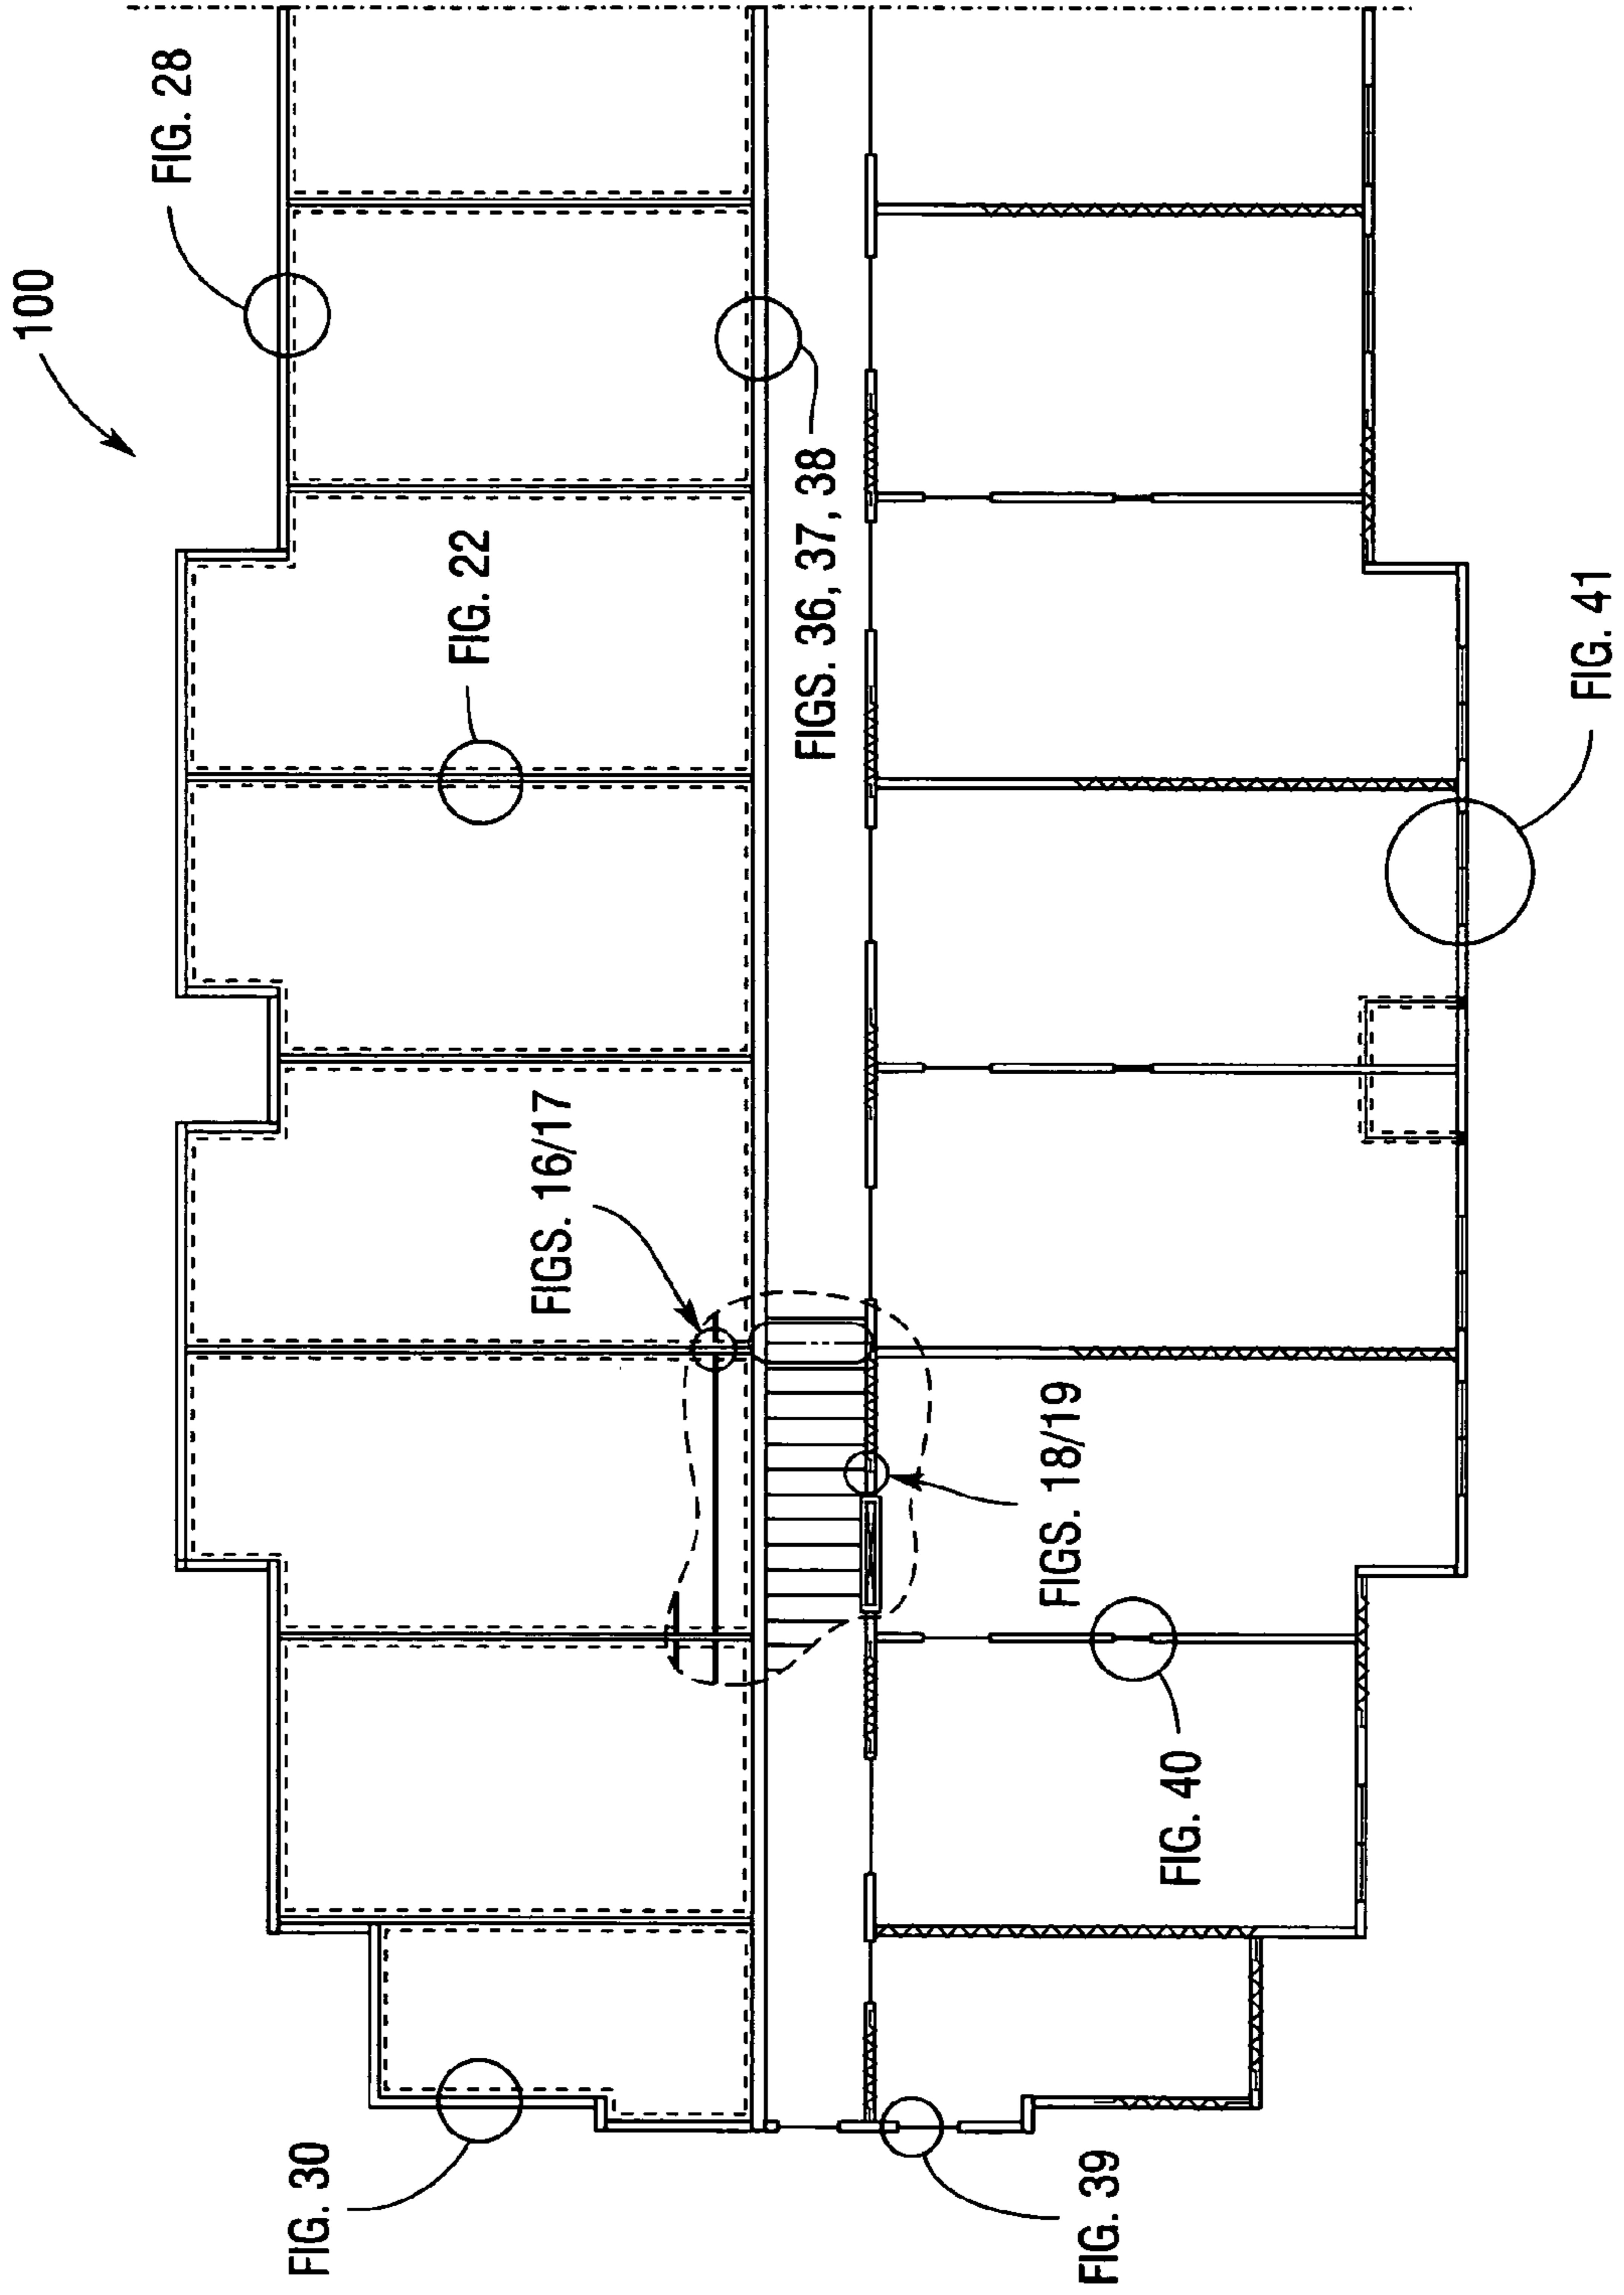 100
FIG. 28
FIG. 22
FIGS. 36, 37, 38
FIG. 41
FIGS. 16/17
FIGS. 18/19
FIG. 40
FIG. 30
FIG. 39